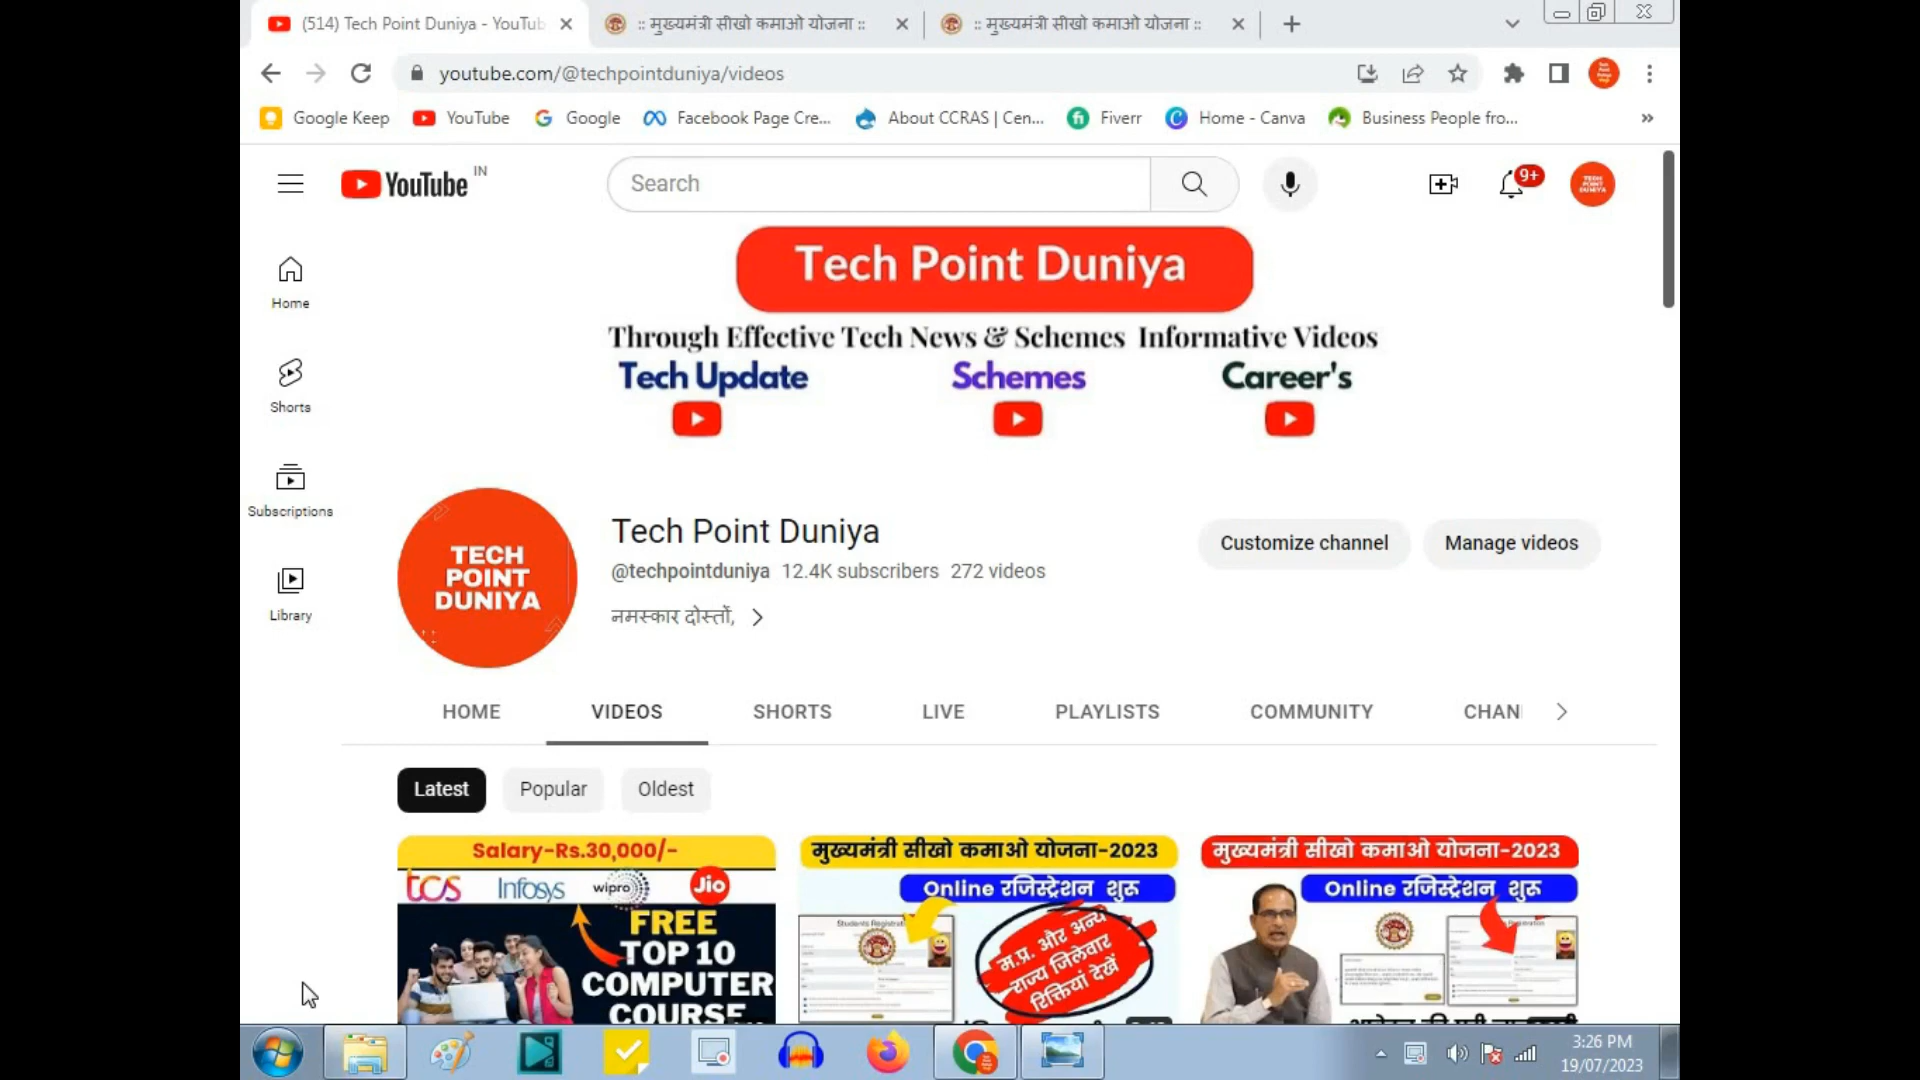 (514) Tech Point Duniya - YouTub
:: मुख्यमंत्री सीखो कमाओ योजना ::
:: मुख्यमंत्री सीखो कमाओ योजना ::
youtube.com/@techpointduniya/videos
Google Keep
YouTube
Google
Facebook Page Cre...
About CCRAS | Cen...
Fiverr
Home - Canva
Business People fro...
YouTube IN
Search
9+
Tech Point Duniya
Through Effective Tech News & Schemes Informative Videos
Tech Update
Schemes
Career's
Home
Shorts
Subscriptions
Library
TECH
POINT
DUNIYA
Tech Point Duniya
@techpointduniya 12.4K subscribers 272 videos
नमस्कार दोस्तों,
Customize channel
Manage videos
HOME
VIDEOS
SHORTS
LIVE
PLAYLISTS
COMMUNITY
CHAN
Latest
Popular
Oldest
Salary-Rs.30,000/-
tcs
Infosys
wipro
Jio
FREE
TOP 10
COMPUTER
COURSE
मुख्यमंत्री सीखो कमाओ योजना-2023
Online रजिस्ट्रेशन शुरू
म.प्र. और अन्य
राज्य जिलेवार
रिक्तियां देखें
मुख्यमंत्री सीखो कमाओ योजना-2023
Online रजिस्ट्रेशन शुरू
3:26 PM
19/07/2023